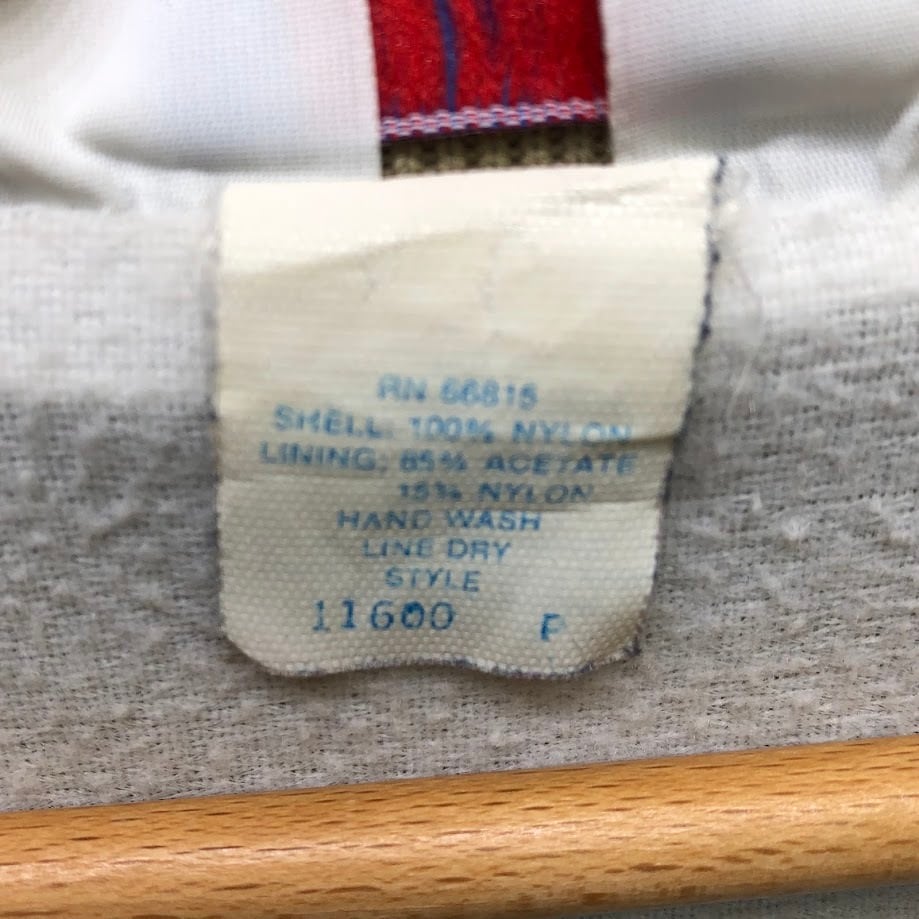 RN 66815
SHELL: 100% NYLON
LINING: 85% ACETATE
15% NYLON
HAND WASH
LINE DRY
STYLE
11600 P